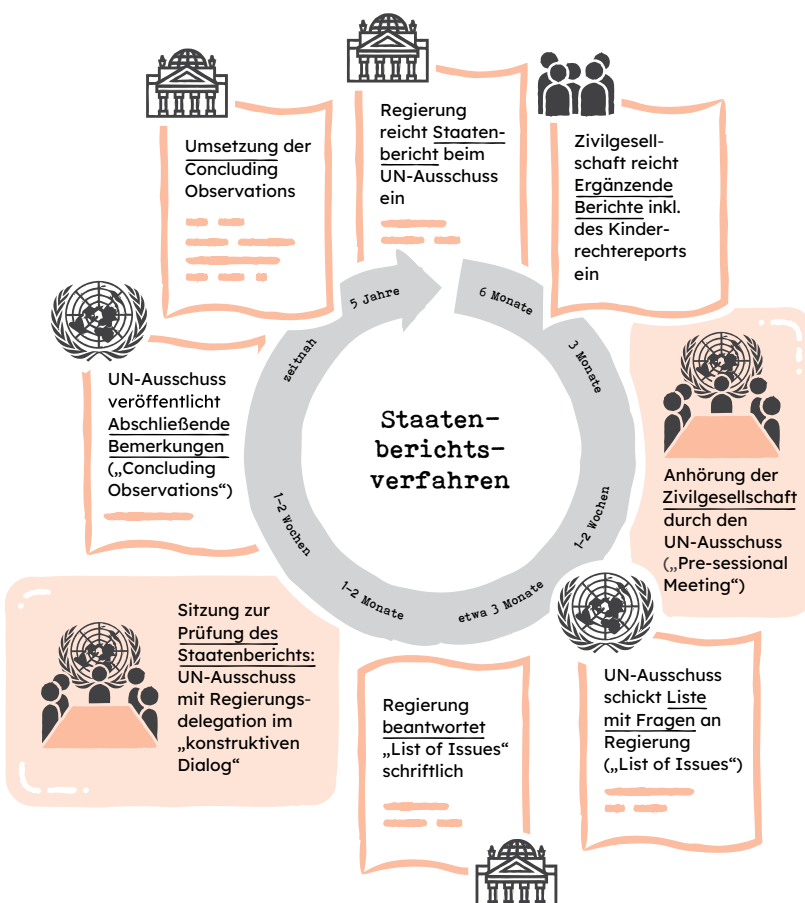 Staaten-
berichts-
verfahren
Regierung
reicht Staaten-
bericht beim
UN-Ausschuss
ein
6 Monate
Zivilgesell-
schaft reicht
Ergänzende
Berichte inkl.
des Kinder-
rechtereports
ein
3 Monate
Anhörung der
Zivilgesellschaft
durch den
UN-Ausschuss
(„Pre-sessional
Meeting“)
1-2 Wochen
UN-Ausschuss
schickt Liste
mit Fragen an
Regierung
(„List of Issues“)
etwa 3 Monate
Regierung
beantwortet
„List of Issues“
schriftlich
1-2 Monate
Sitzung zur
Prüfung des
Staatenberichts:
UN-Ausschuss
mit Regierungs-
delegation im
„konstruktiven
Dialog“
1-2 Wochen
UN-Ausschuss
veröffentlicht
Abschließende
Bemerkungen
(„Concluding
Observations“)
zeitnah
Umsetzung der
Concluding
Observations
5 Jahre